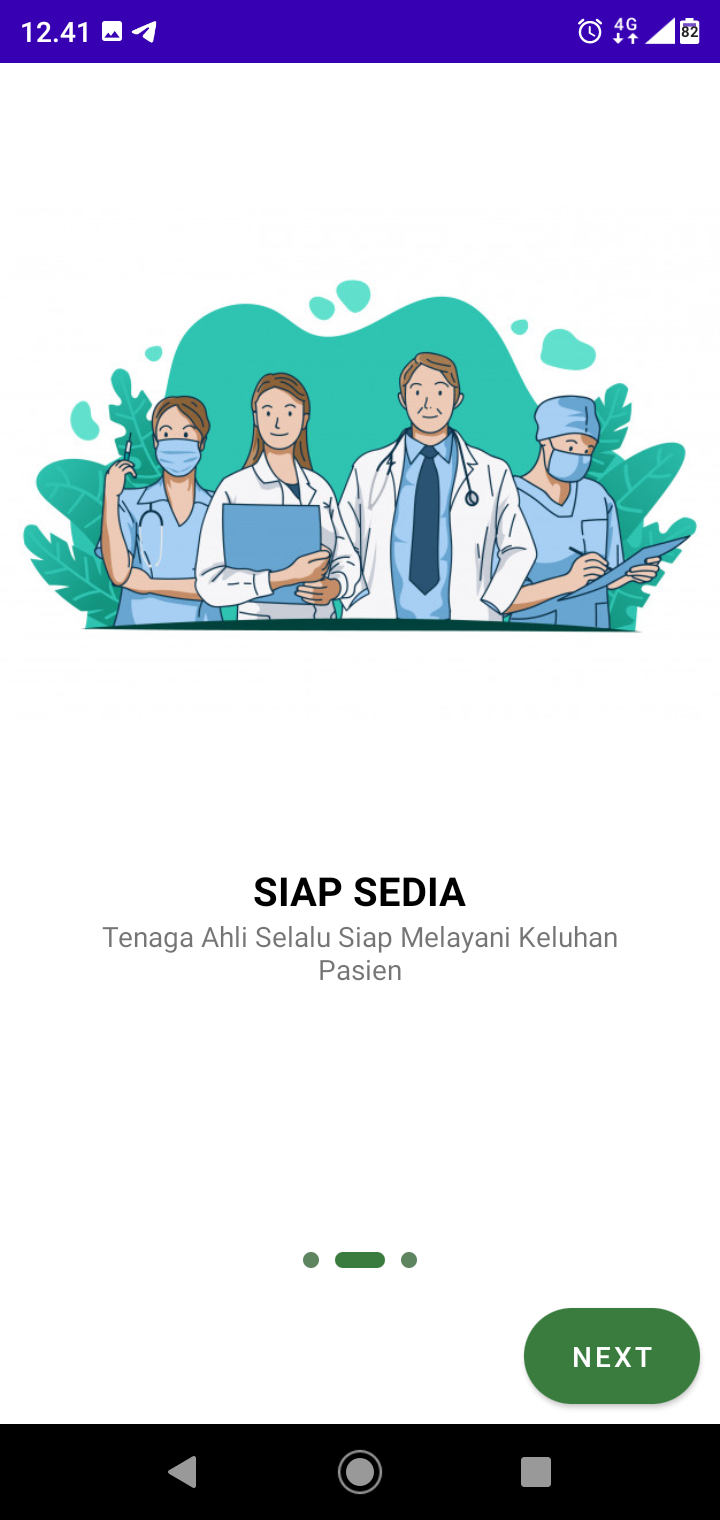 12.41
4G
82
SIAP SEDIA
Tenaga Ahli Selalu Siap Melayani Keluhan
Pasien
NEXT